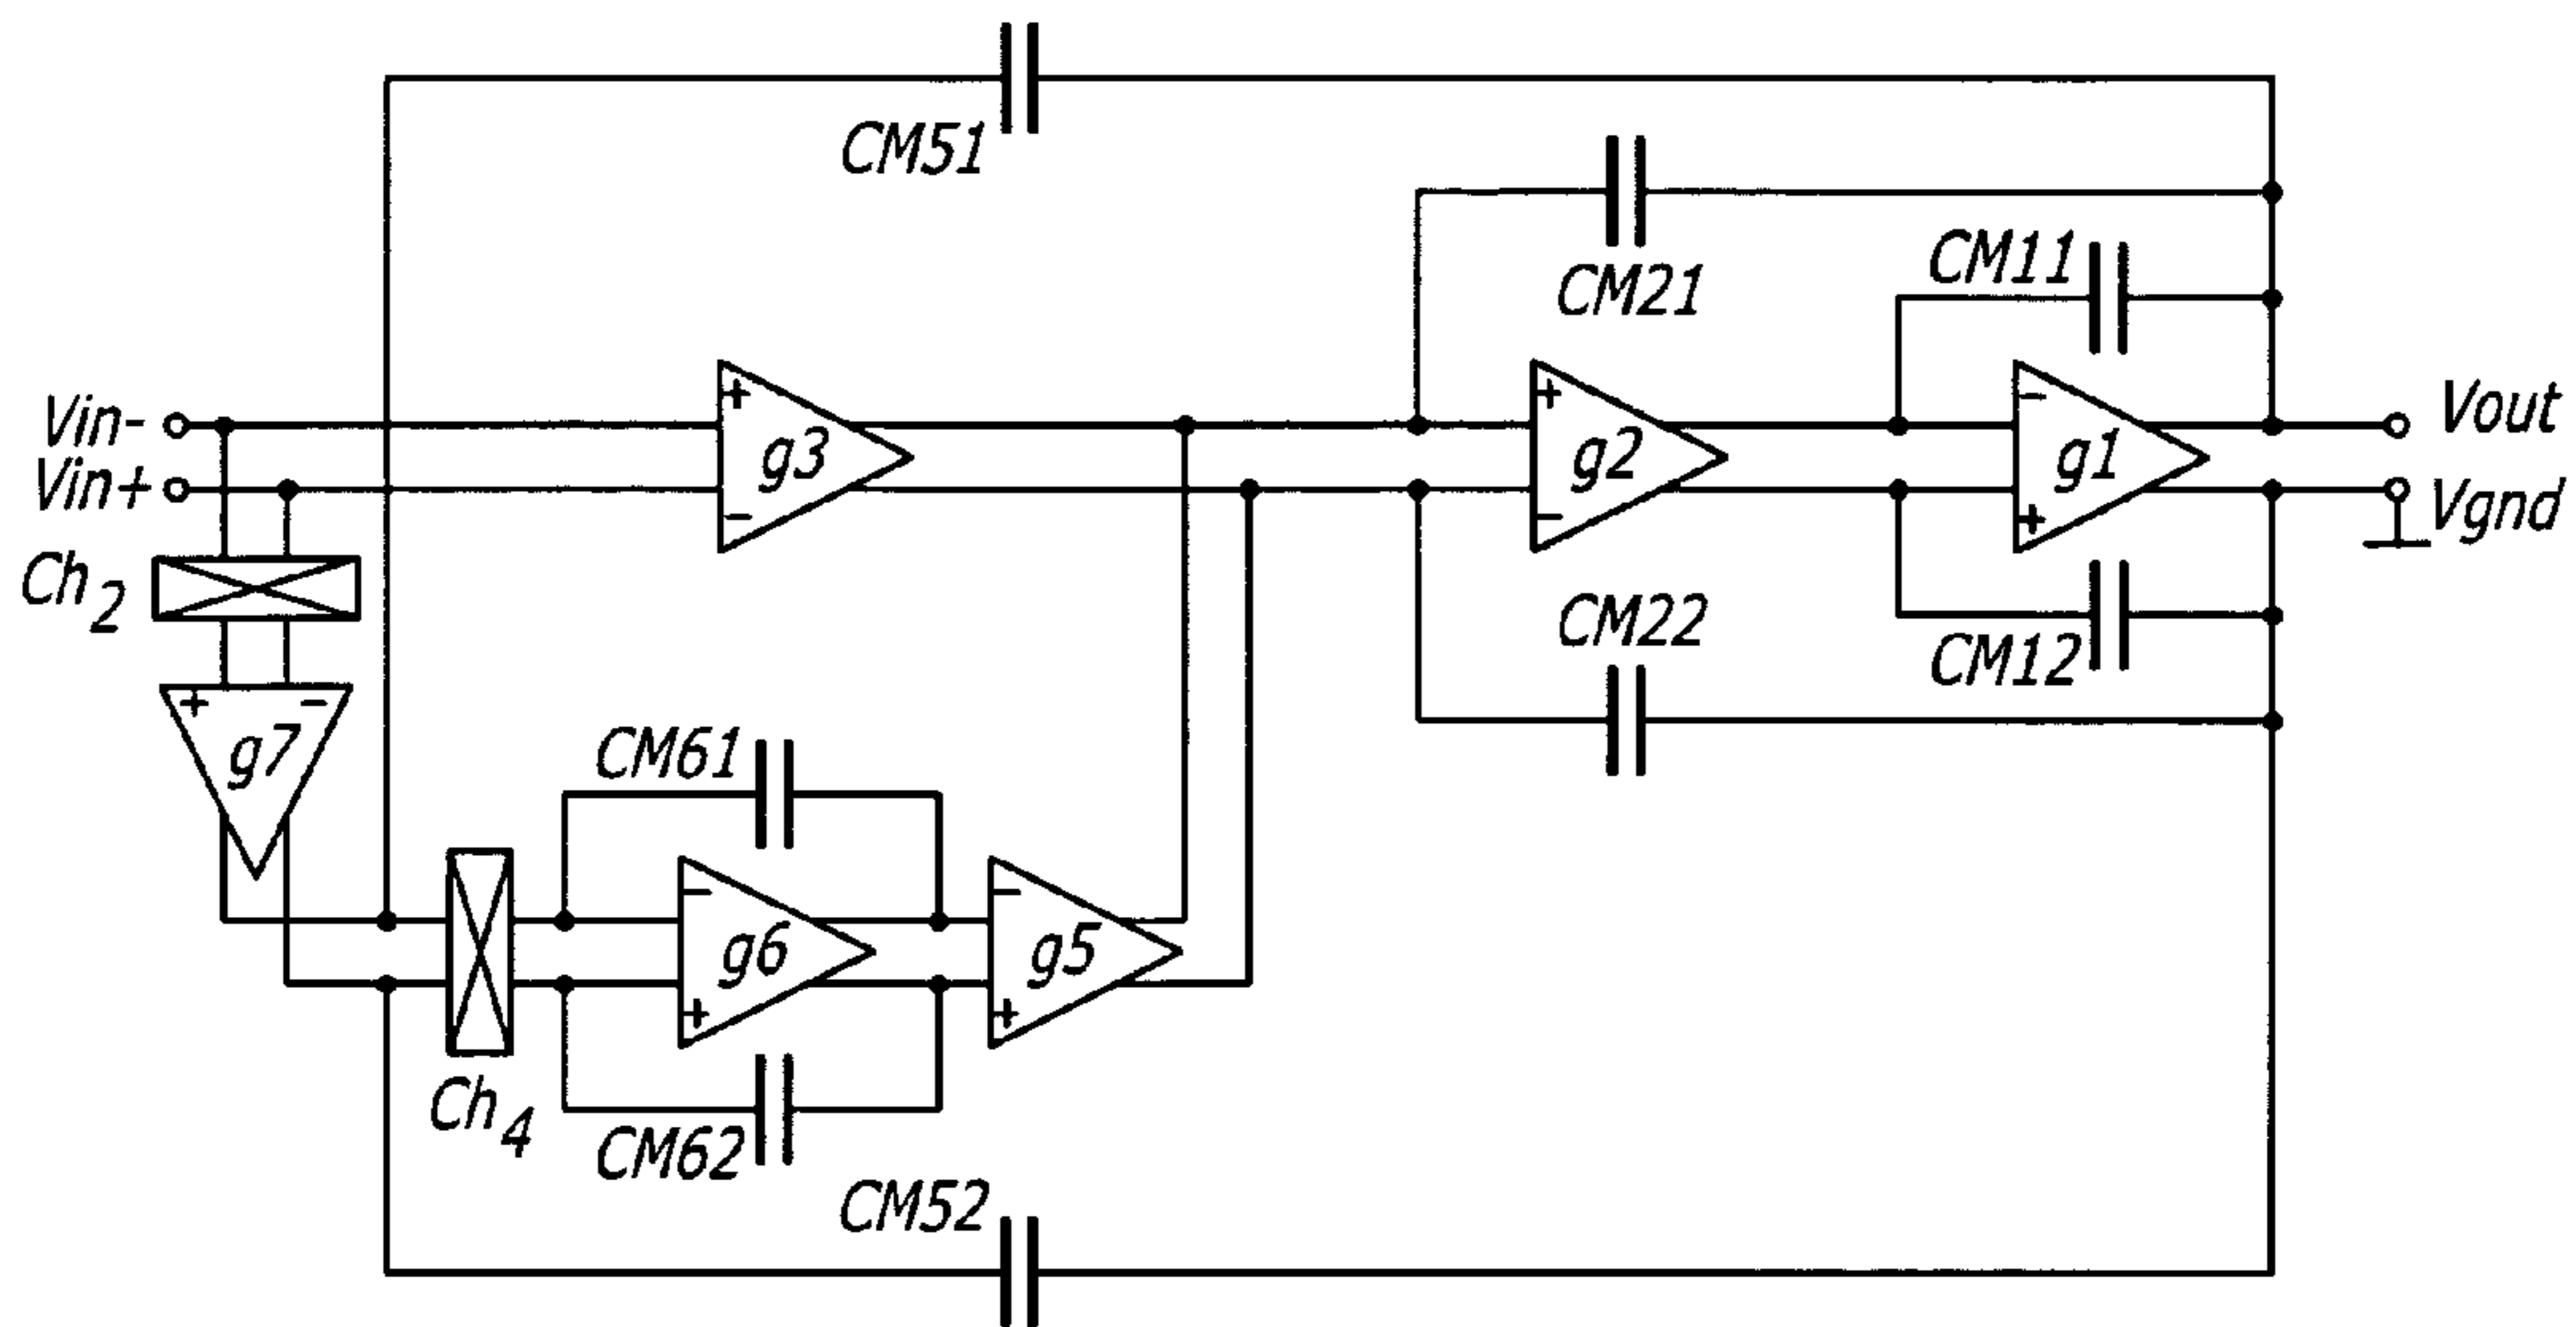 CM51
CM21
CM11
Vin-
Vin+
+
-
g3
+
-
g2
-
+
g1
Vout
Vgnd
Ch2
CM22
CM12
+ -
g7
CM61
-
+
g6
-
+
g5
Ch4
CM62
CM52